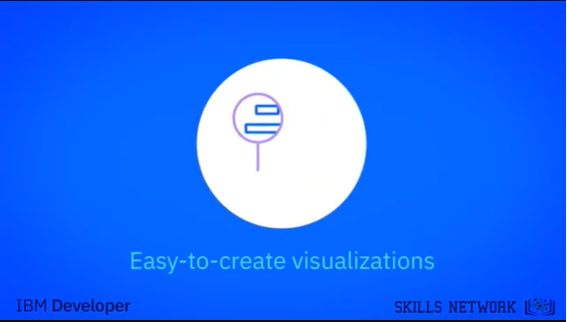 Easy-to-create visualizations
IBM Developer
SKILLS NETWORK